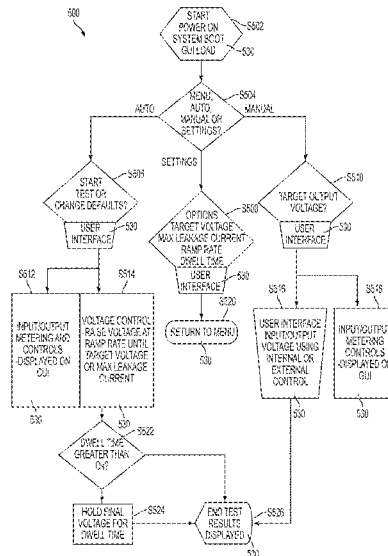 500
START
POWER ON
SYSTEM BOOT
GUI LOAD
S502
530
MENU,
AUTO,
MANUAL OR
SETTINGS?
S504
AUTO
MANUAL
SETTINGS
START
TEST OR
CHANGE DEFAULTS?
S506
USER
INTERFACE
530
OPTIONS
TARGET VOLTAGE
MAX LEAKAGE CURRENT
RAMP RATE
DWELL TIME
USER
INTERFACE
530
TARGET OUTPUT
VOLTAGE?
USER
INTERFACE
530
S512
INPUT/OUTPUT
METERING AND
CONTROLS
-DISPLAYED ON
GUI
530
S514
VOLTAGE CONTROL
RAISE VOLTAGE AT
RAMP RATE UNTIL
TARGET VOLTAGE
OR MAX LEAKAGE
CURRENT
530
S520
RETURN TO MENU
530
S516
USER INTERFACE
INPUT/OUTPUT
VOLTAGE USING
INTERNAL OR
EXTERNAL
CONTROL
530
S518
INPUT/OUTPUT
METERING
CONTROLS
-DISPLAYED ON
GUI
530
S522
DWELL TIME
GREATER THAN
0?
S524
HOLD FINAL
VOLTAGE FOR
DWELL TIME
S526
END TEST
RESULTS
DISPLAYED
530